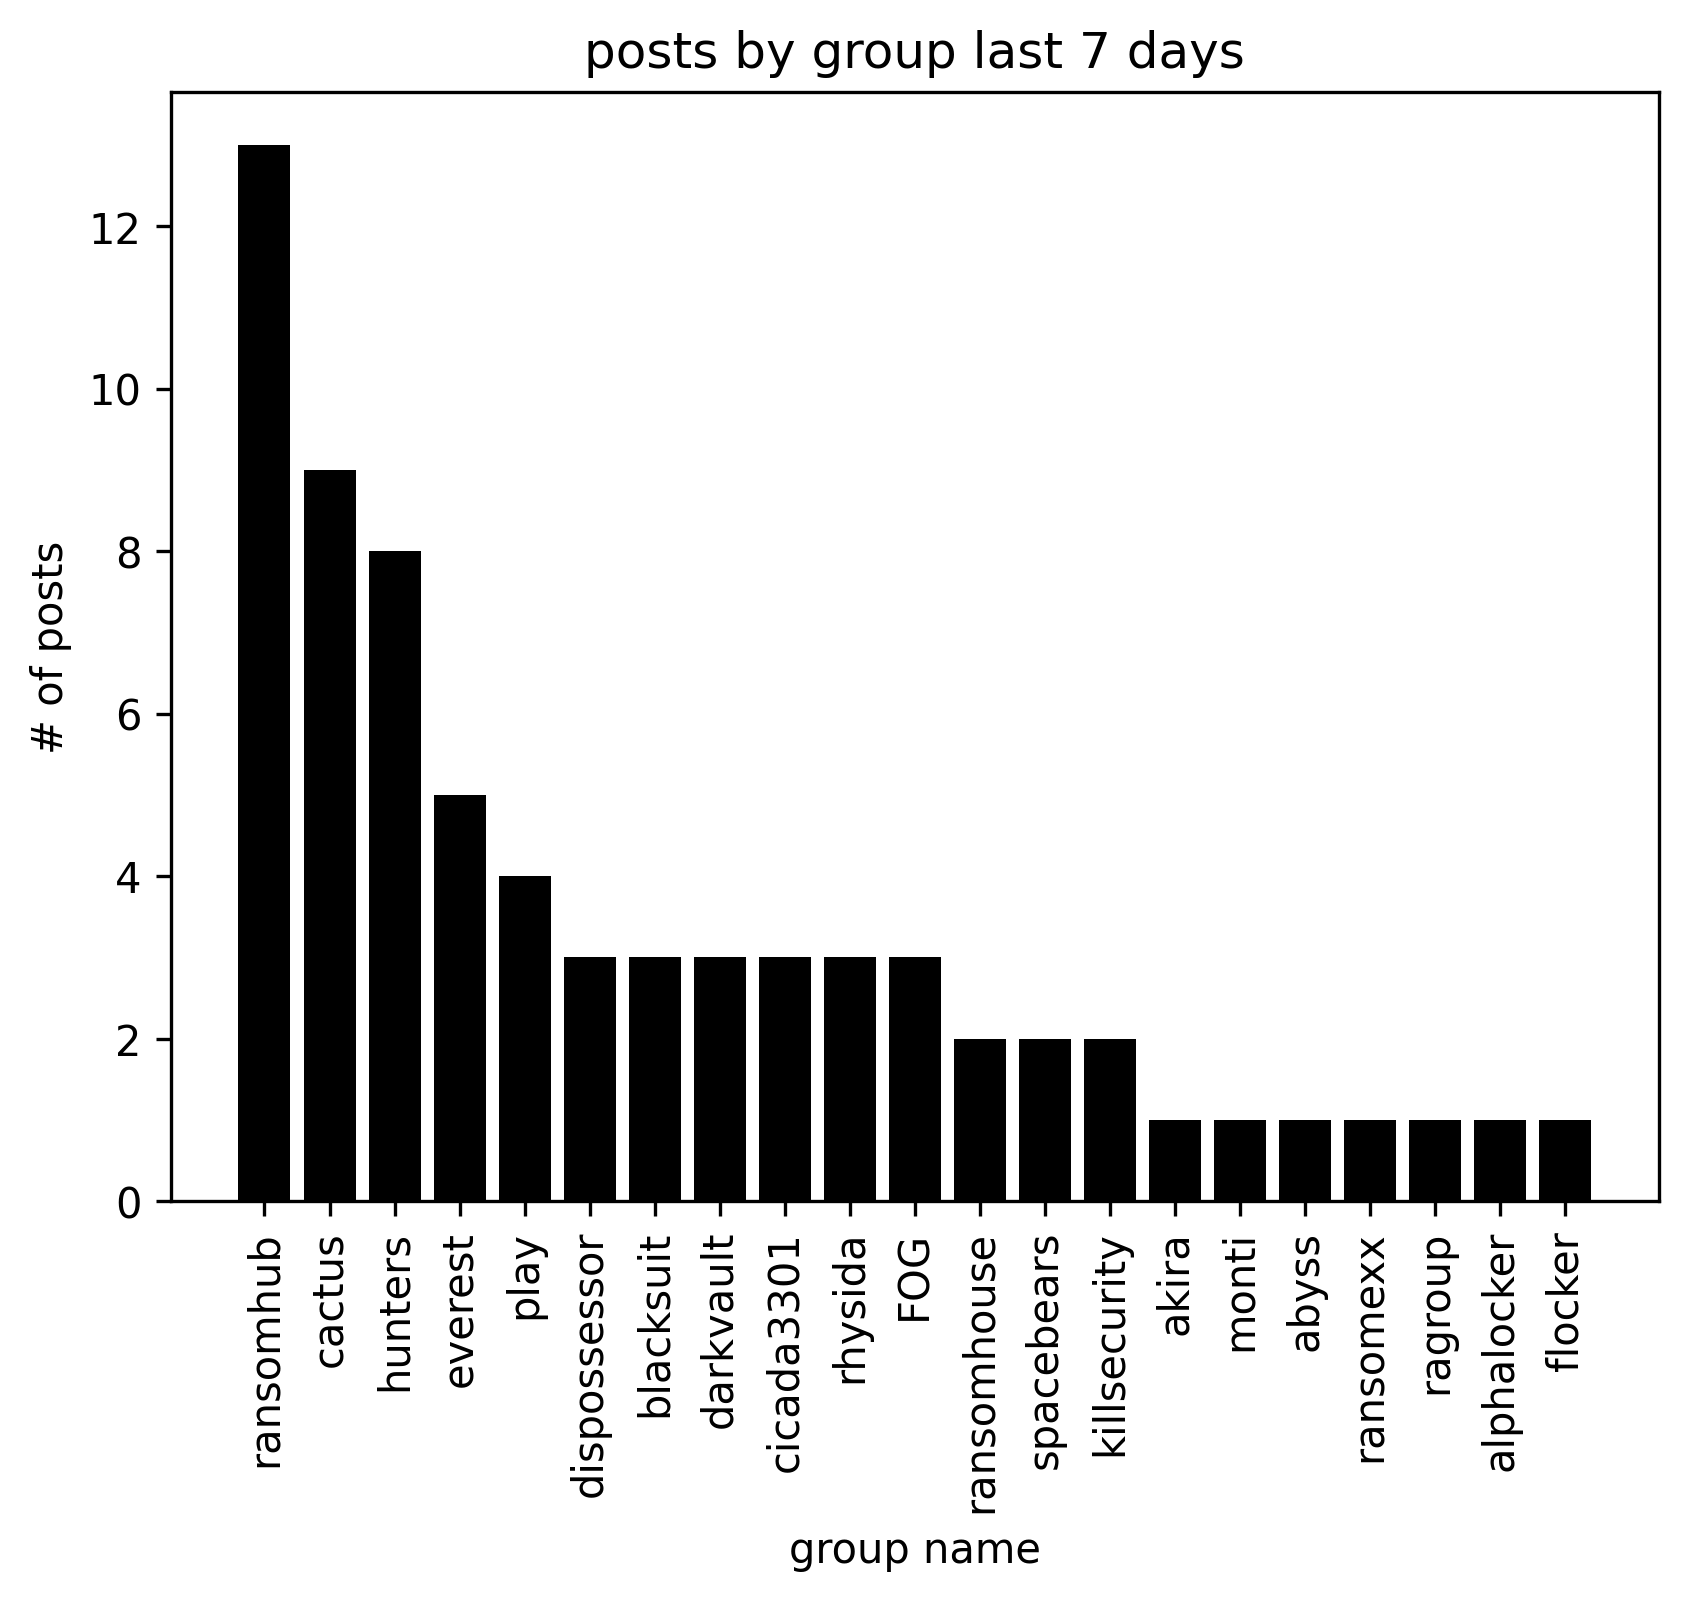 posts by group last 7 days
12
10
8
6
4
2
0
# of posts
ransomhub
cactus
hunters
everest
play
dispossessor
blacksuit
darkvault
cicada3301
rhysida
FOG
ransomhouse
spacebears
killsecurity
akira
monti
abyss
ransomexx
ragroup
alphalocker
flocker
group name